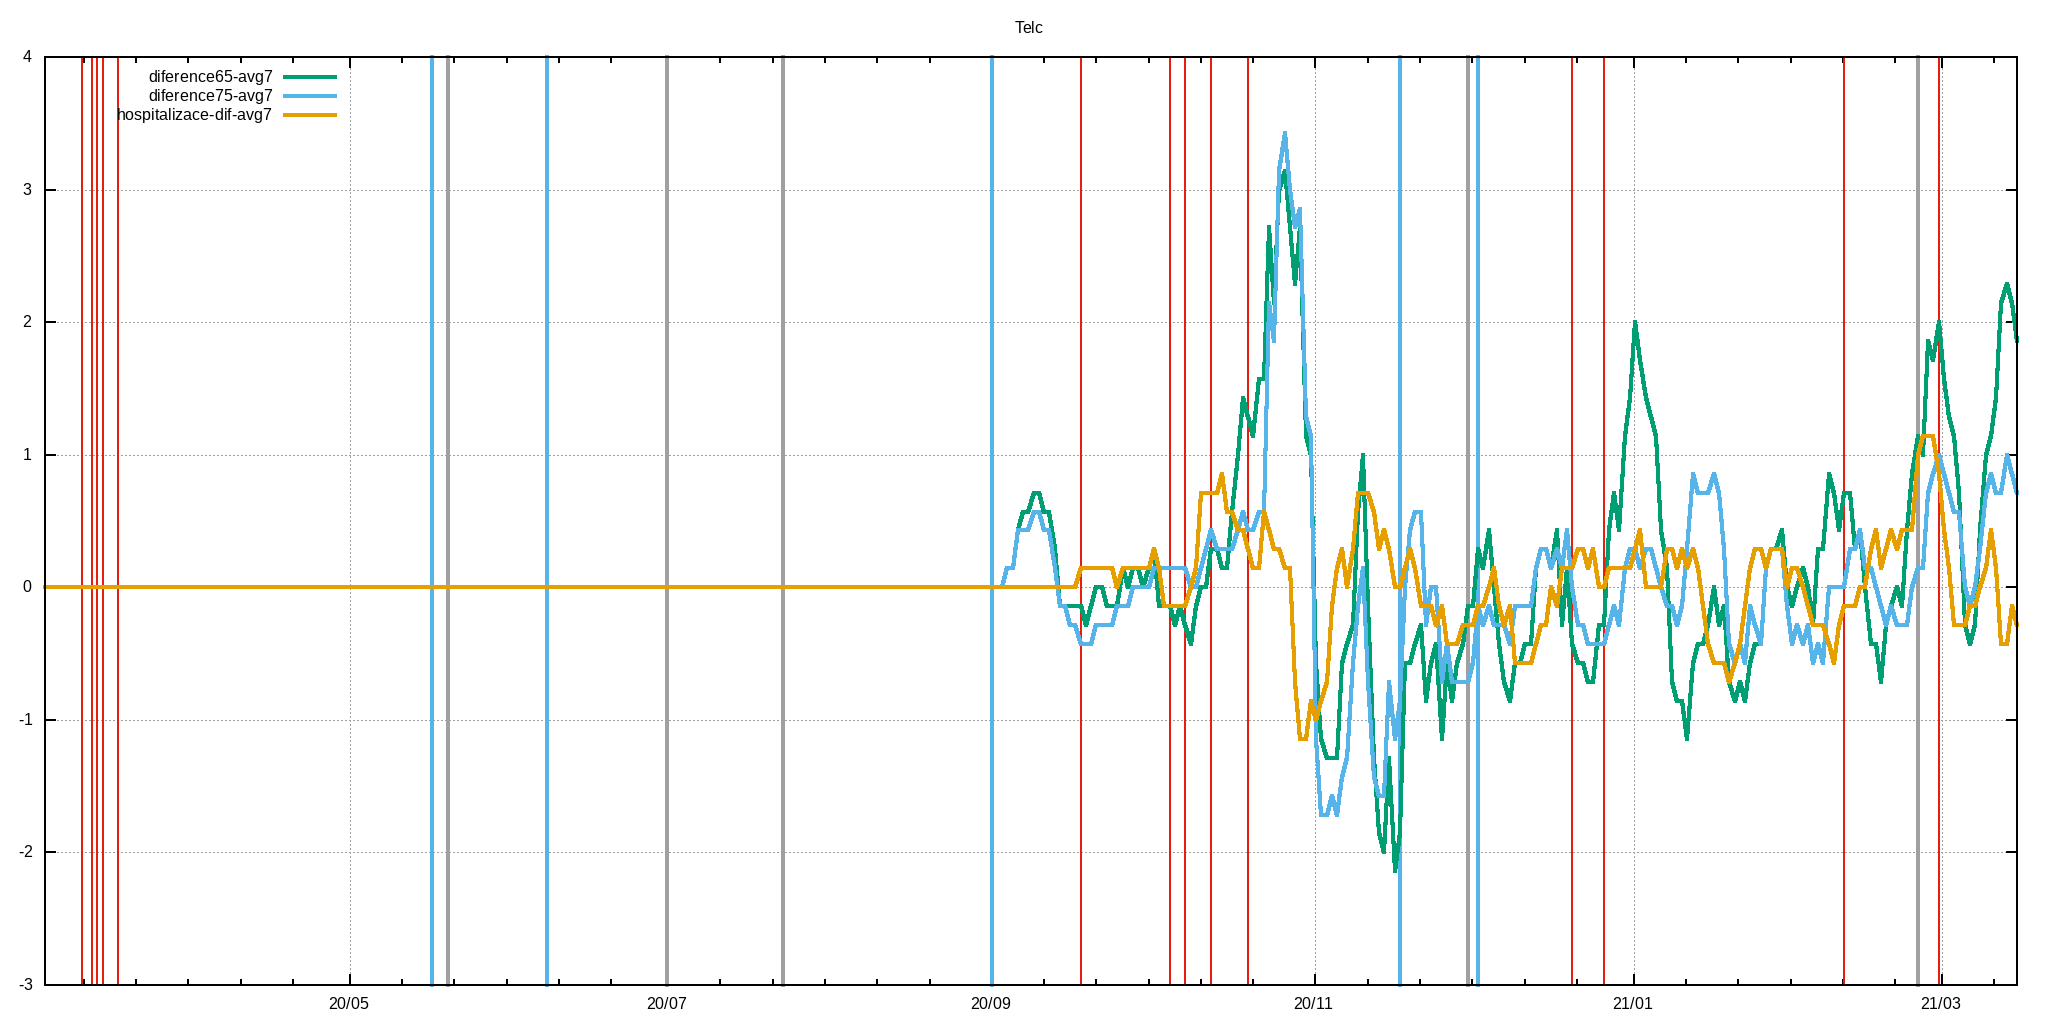 Telc
4
diference65-avg7
diference75-avg7
hospitalizace-dif-avg7
3
2
1
0
-1
-2
-3
20/05 20/07 20/09 20/11 21/01 21/03